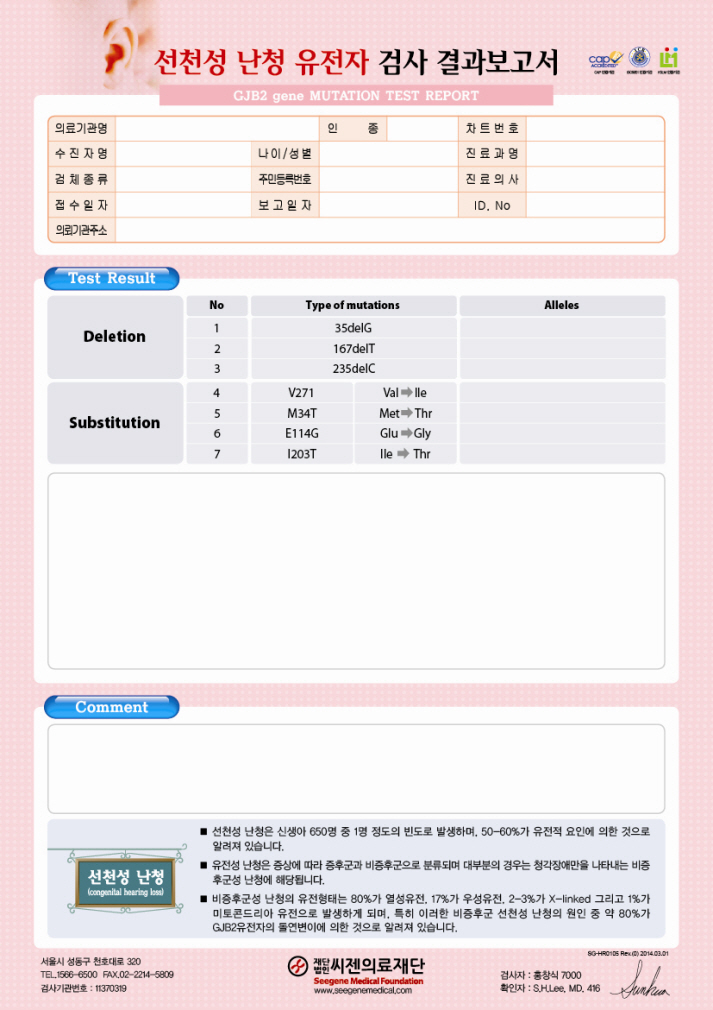 선천성 난청 유전자 검사 결과보고서
GJB2 gene MUTATION TEST REPORT
의료기관명 인 종 차트번호
수진자명 나이/성별 진료과명
검체종류 주민등록번호 진료의사
접수일자 보고일자 ID. No
의뢰기관주소
Test Result
No Type of mutations Alleles
Deletion
1 35delG
2 167delT
3 235delC
Substitution
4 V271 Val ➡ Ile
5 M34T Met ➡ Thr
6 E114G Glu ➡ Gly
7 I203T Ile ➡ Thr
Comment
선천성 난청
(congenital hearing loss)
■ 선천성 난청은 신생아 650명 중 1명 정도의 빈도로 발생하며, 50-60%가 유전적 요인에 의한 것으로
알려져 있습니다.
■ 유전성 난청은 증상에 따라 증후군과 비증후군으로 분류되며 대부분의 경우는 청각장애만을 나타내는 비증
후군성 난청에 해당됩니다.
■ 비증후군성 난청의 유전형태는 80%가 열성유전, 17%가 우성유전, 2-3%가 X-linked 그리고 1%가
미토콘드리아 유전으로 발생하게 되며, 특히 이러한 비증후군 선천성 난청의 원인 중 약 80%가
GJB2유전자의 돌연변이에 의한 것으로 알려져 있습니다.
SG-HR0105 Rev.(0) 2014.03.01
서울시 성동구 천호대로 320
TEL.1566-6500 FAX.02-2214-5809
검사기관번호 : 11370319
재단법인 씨젠의료재단
Seegene Medical Foundation
www.seegenemedical.com
검사자 : 홍창식 7000
확인자 : S.H.Lee, MD. 416